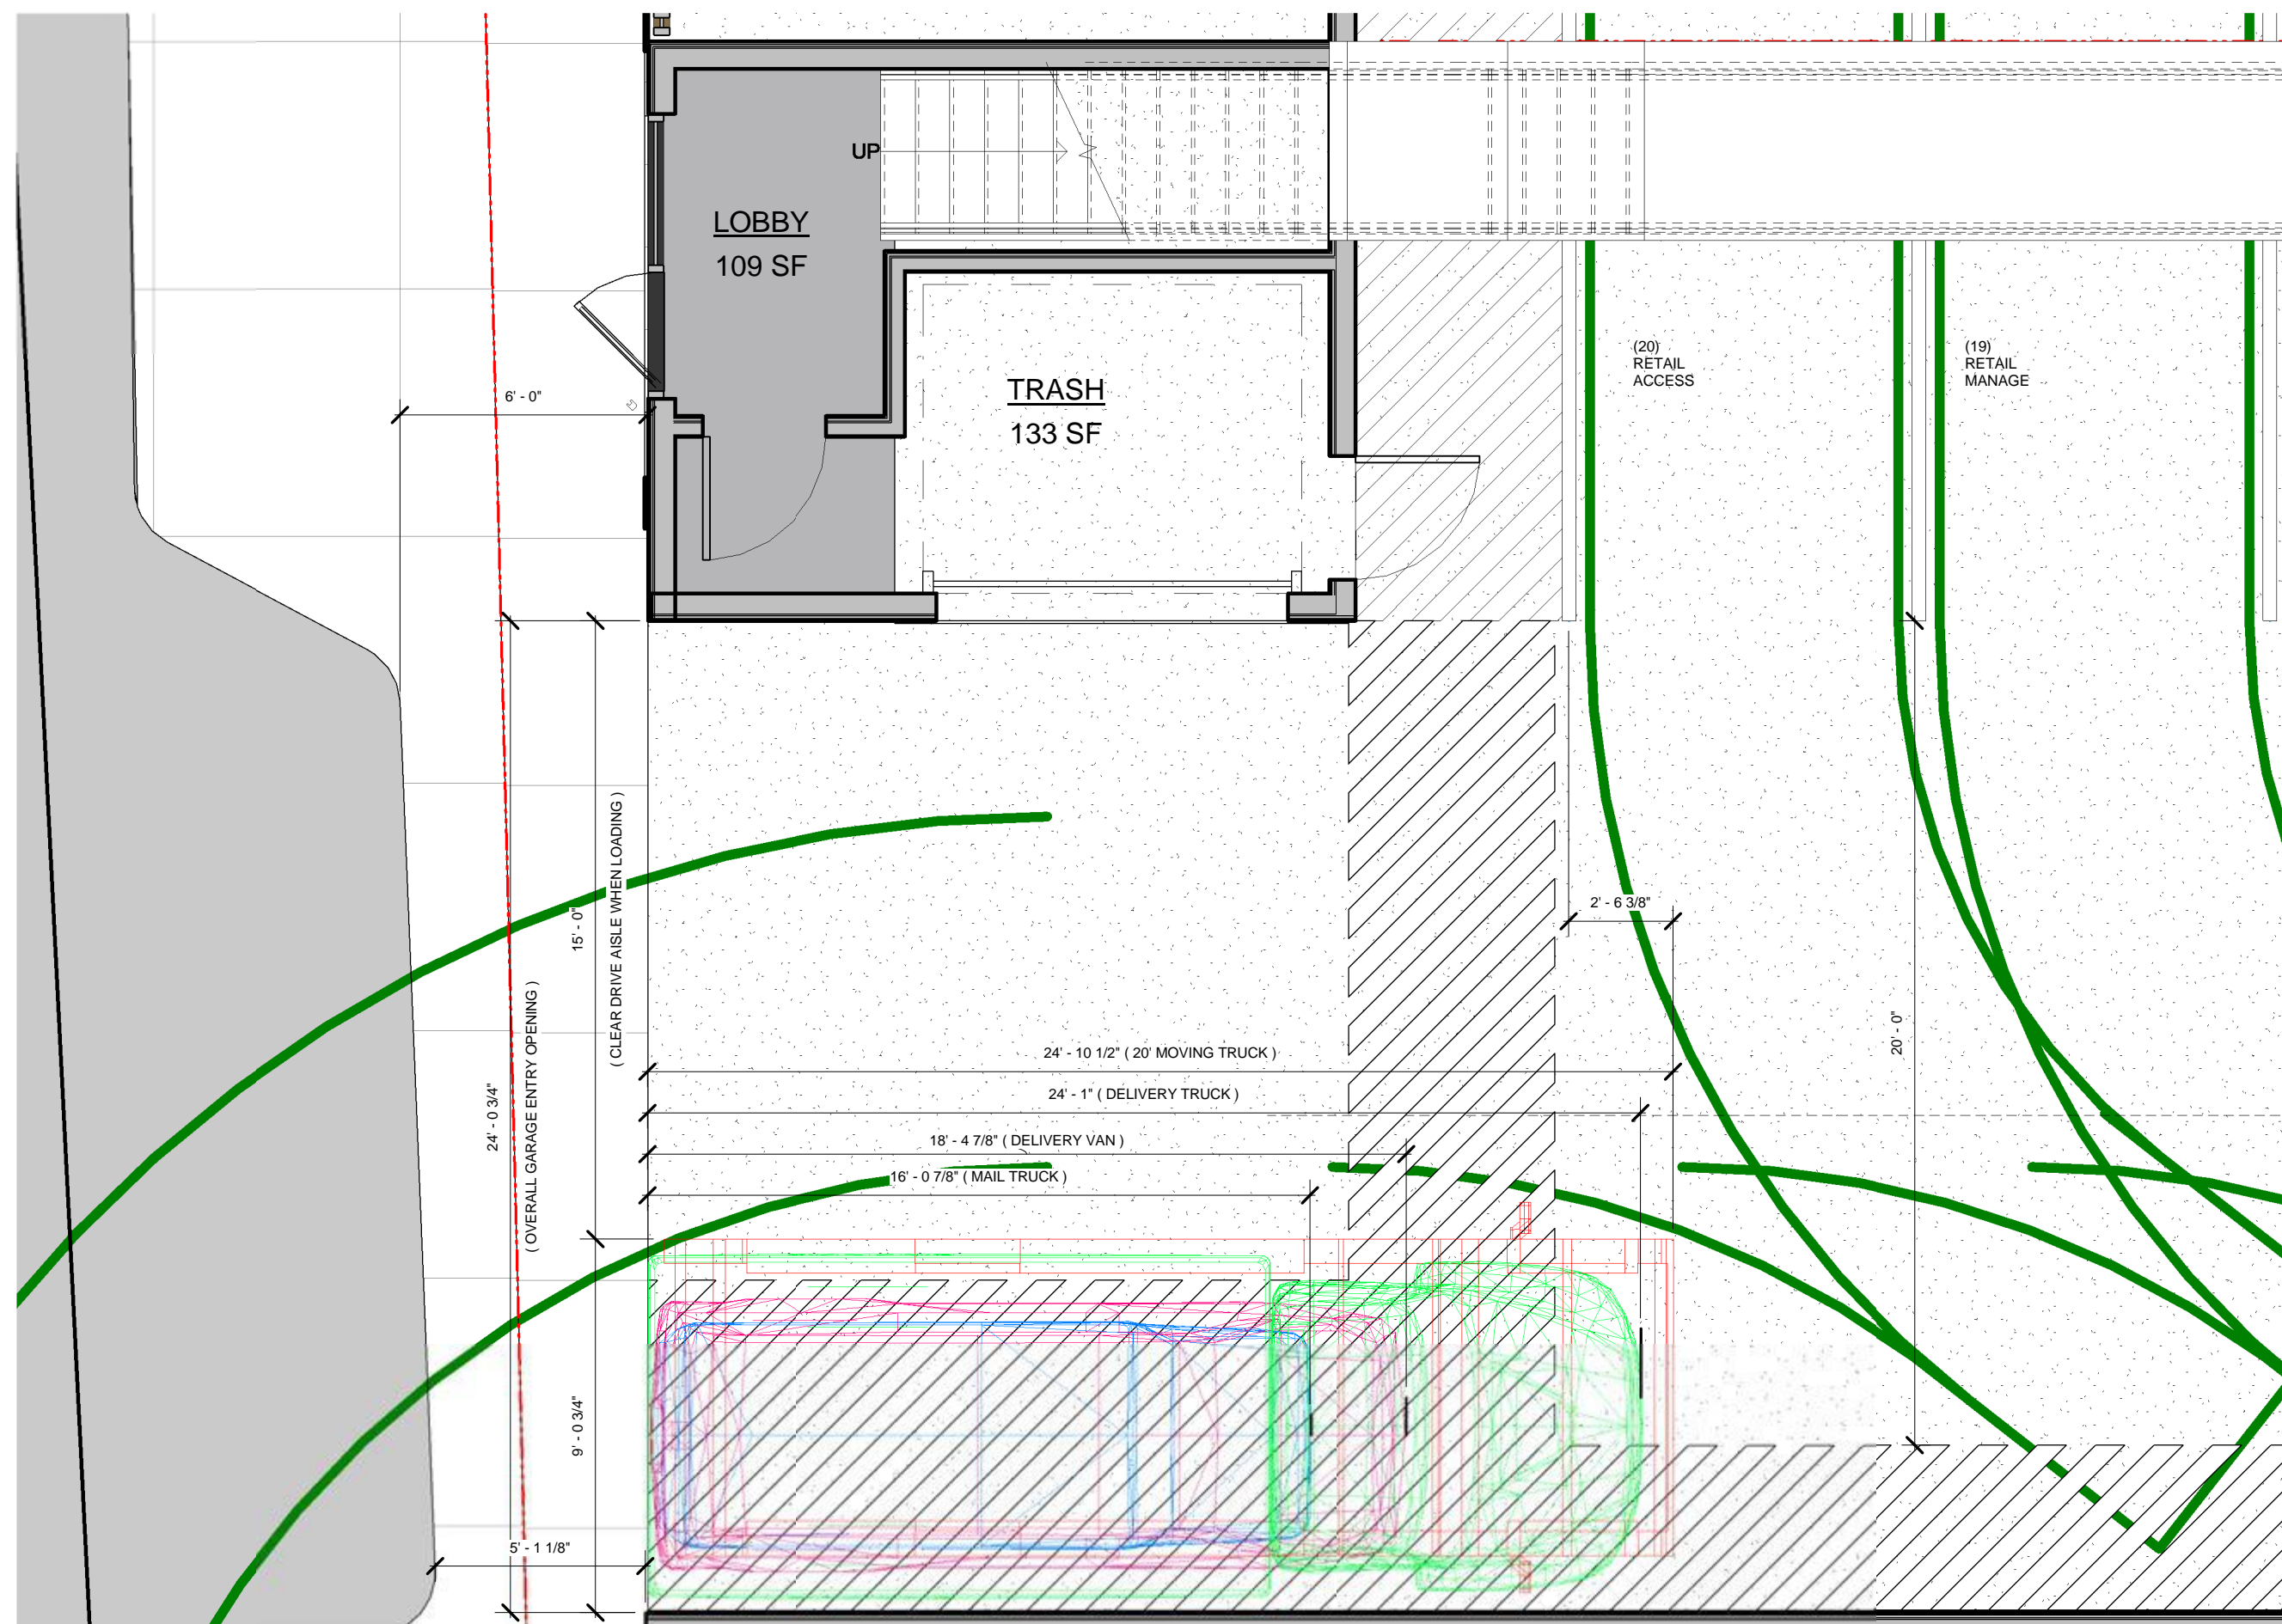 UP
LOBBY
109 SF
6' - 0"
TRASH
133 SF
(20)
RETAIL
ACCESS
(19)
RETAIL
MANAGE
2' - 6 3/8"
15' - 0"
( CLEAR DRIVE AISLE WHEN LOADING )
24' - 0 3/4"
( OVERALL GARAGE ENTRY OPENING )
20' - 0"
24' - 10 1/2" ( 20' MOVING TRUCK )
24' - 1" ( DELIVERY TRUCK )
18' - 4 7/8" ( DELIVERY VAN )
16' - 0 7/8" ( MAIL TRUCK )
9' - 0 3/4"
5' - 1 1/8"